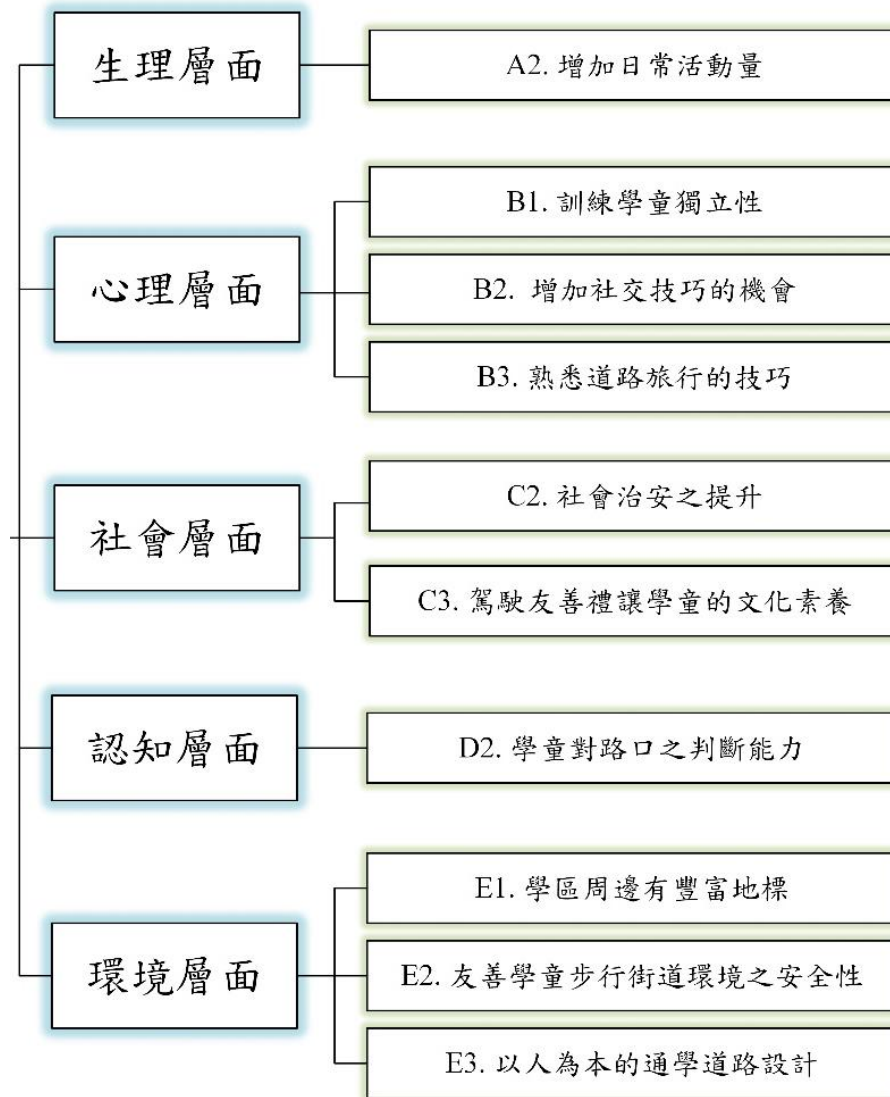 生理層面
A2. 增加日常活動量
心理層面
B1. 訓練學童獨立性
B2. 增加社交技巧的機會
B3. 熟悉道路旅行的技巧
社會層面
C2. 社會治安之提升
C3. 駕駛友善禮讓學童的文化素養
認知層面
D2. 學童對路口之判斷能力
環境層面
E1. 學區周邊有豐富地標
E2. 友善學童步行街道環境之安全性
E3. 以人為本的通學道路設計